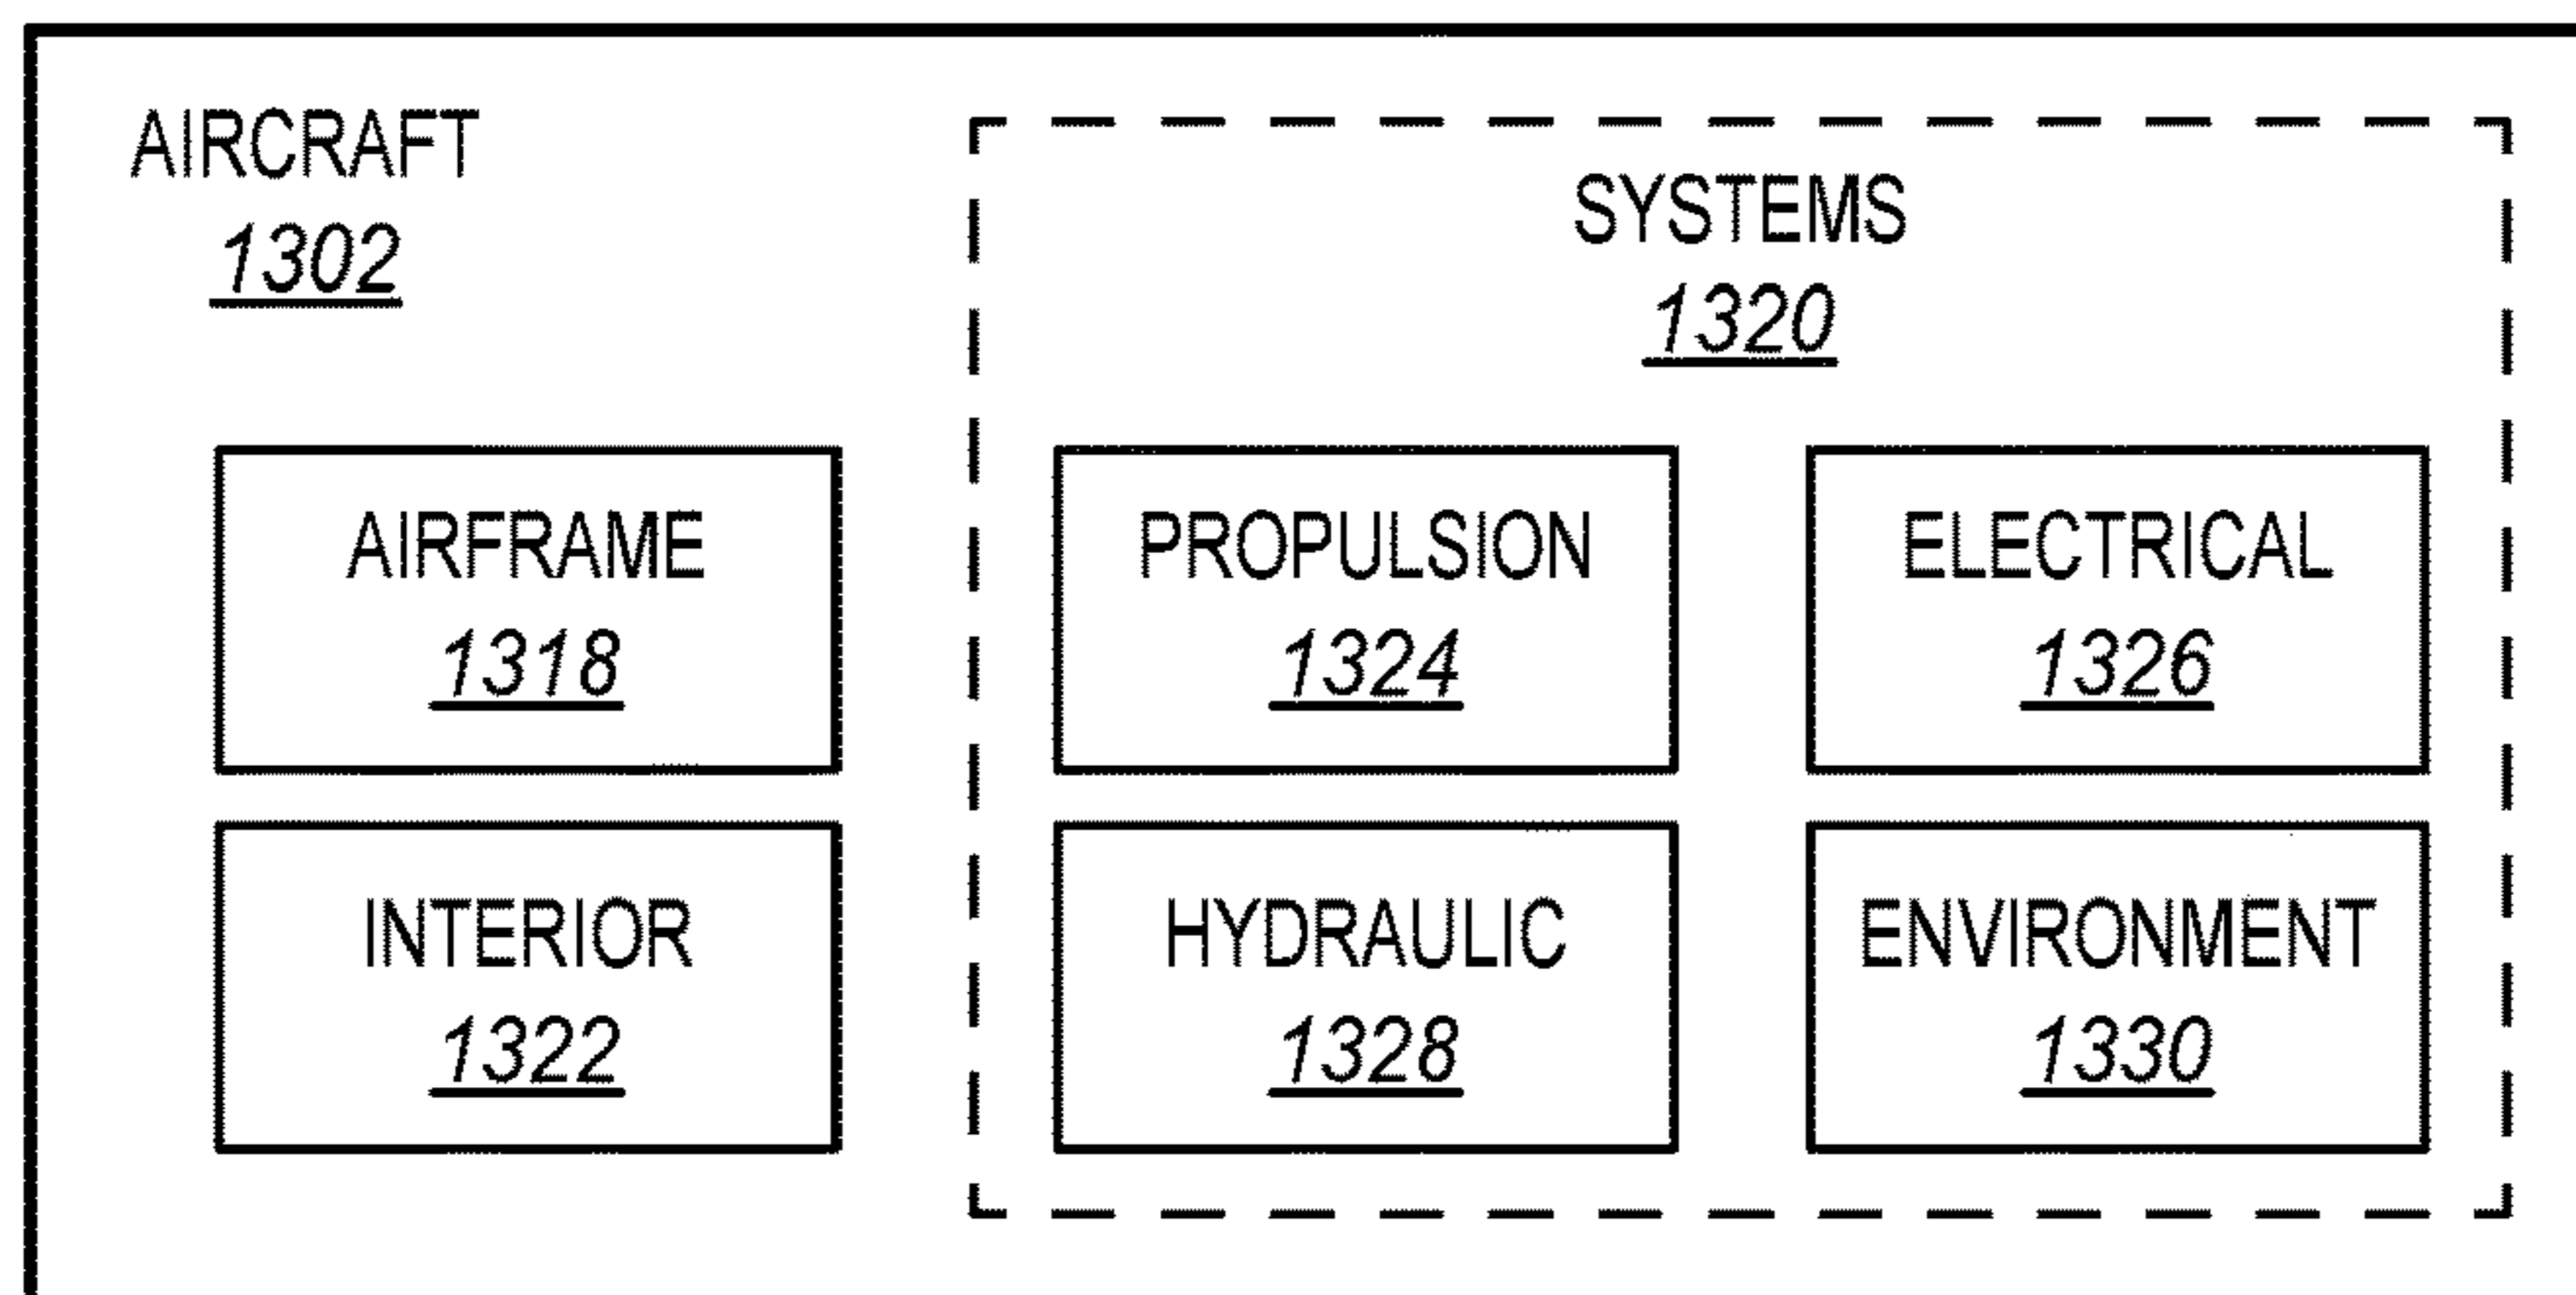 AIRCRAFT
1302
SYSTEMS
1320
AIRFRAME
1318
PROPULSION
1324
ELECTRICAL
1326
INTERIOR
1322
HYDRAULIC
1328
ENVIRONMENT
1330